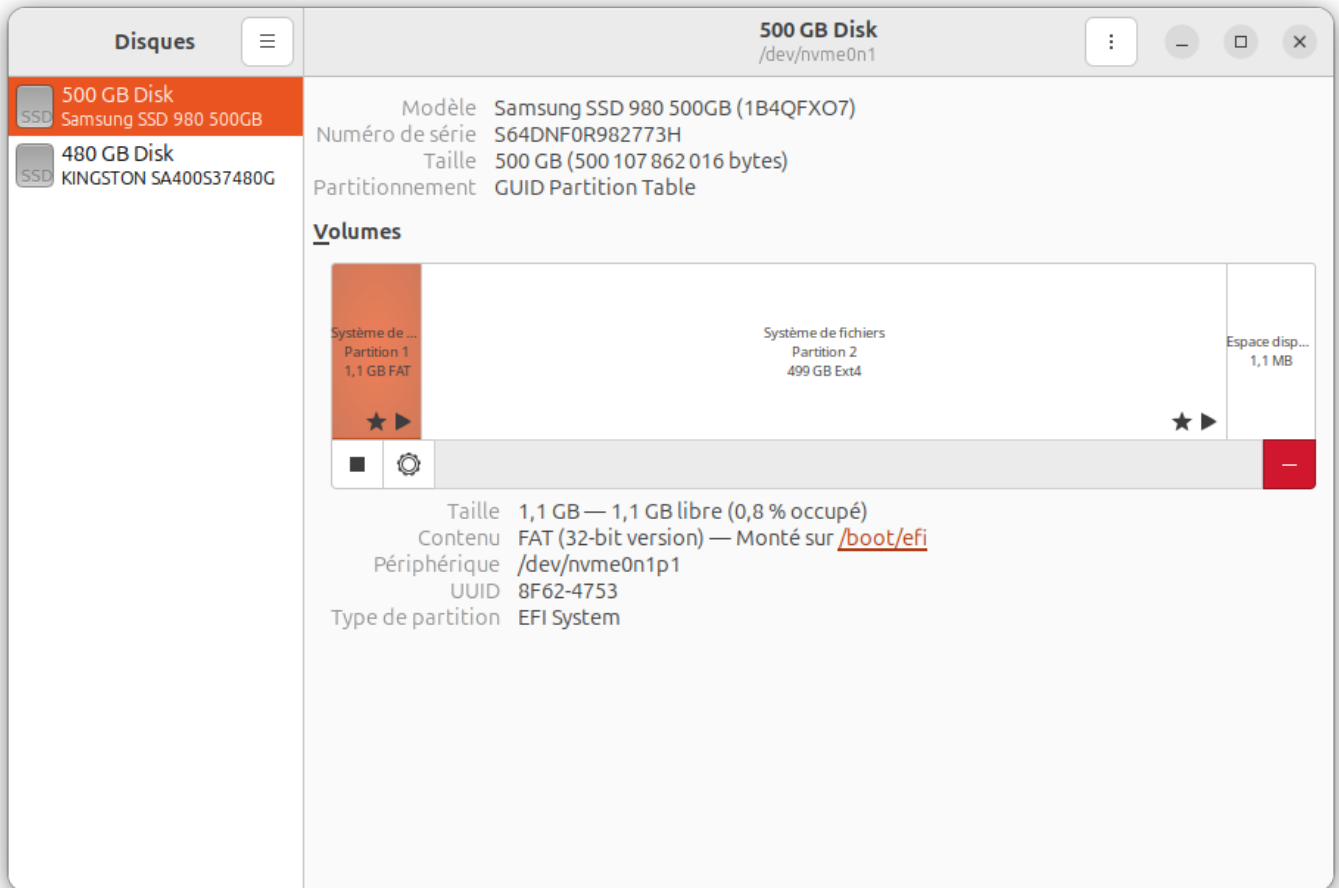 Disques
500 GB Disk
/dev/nvme0n1
SSD
500 GB Disk
Samsung SSD 980 500GB
SSD
480 GB Disk
KINGSTON SA400S37480G
Modèle Samsung SSD 980 500GB (1B4QFXO7)
Numéro de série S64DNF0R982773H
Taille 500 GB (500 107 862 016 bytes)
Partitionnement GUID Partition Table
Volumes
Système de ...
Partition 1
1,1 GB FAT
Système de fichiers
Partition 2
499 GB Ext4
Espace disp...
1,1 MB
Taille 1,1 GB — 1,1 GB libre (0,8 % occupé)
Contenu FAT (32-bit version) — Monté sur /boot/efi
Périphérique /dev/nvme0n1p1
UUID 8F62-4753
Type de partition EFI System